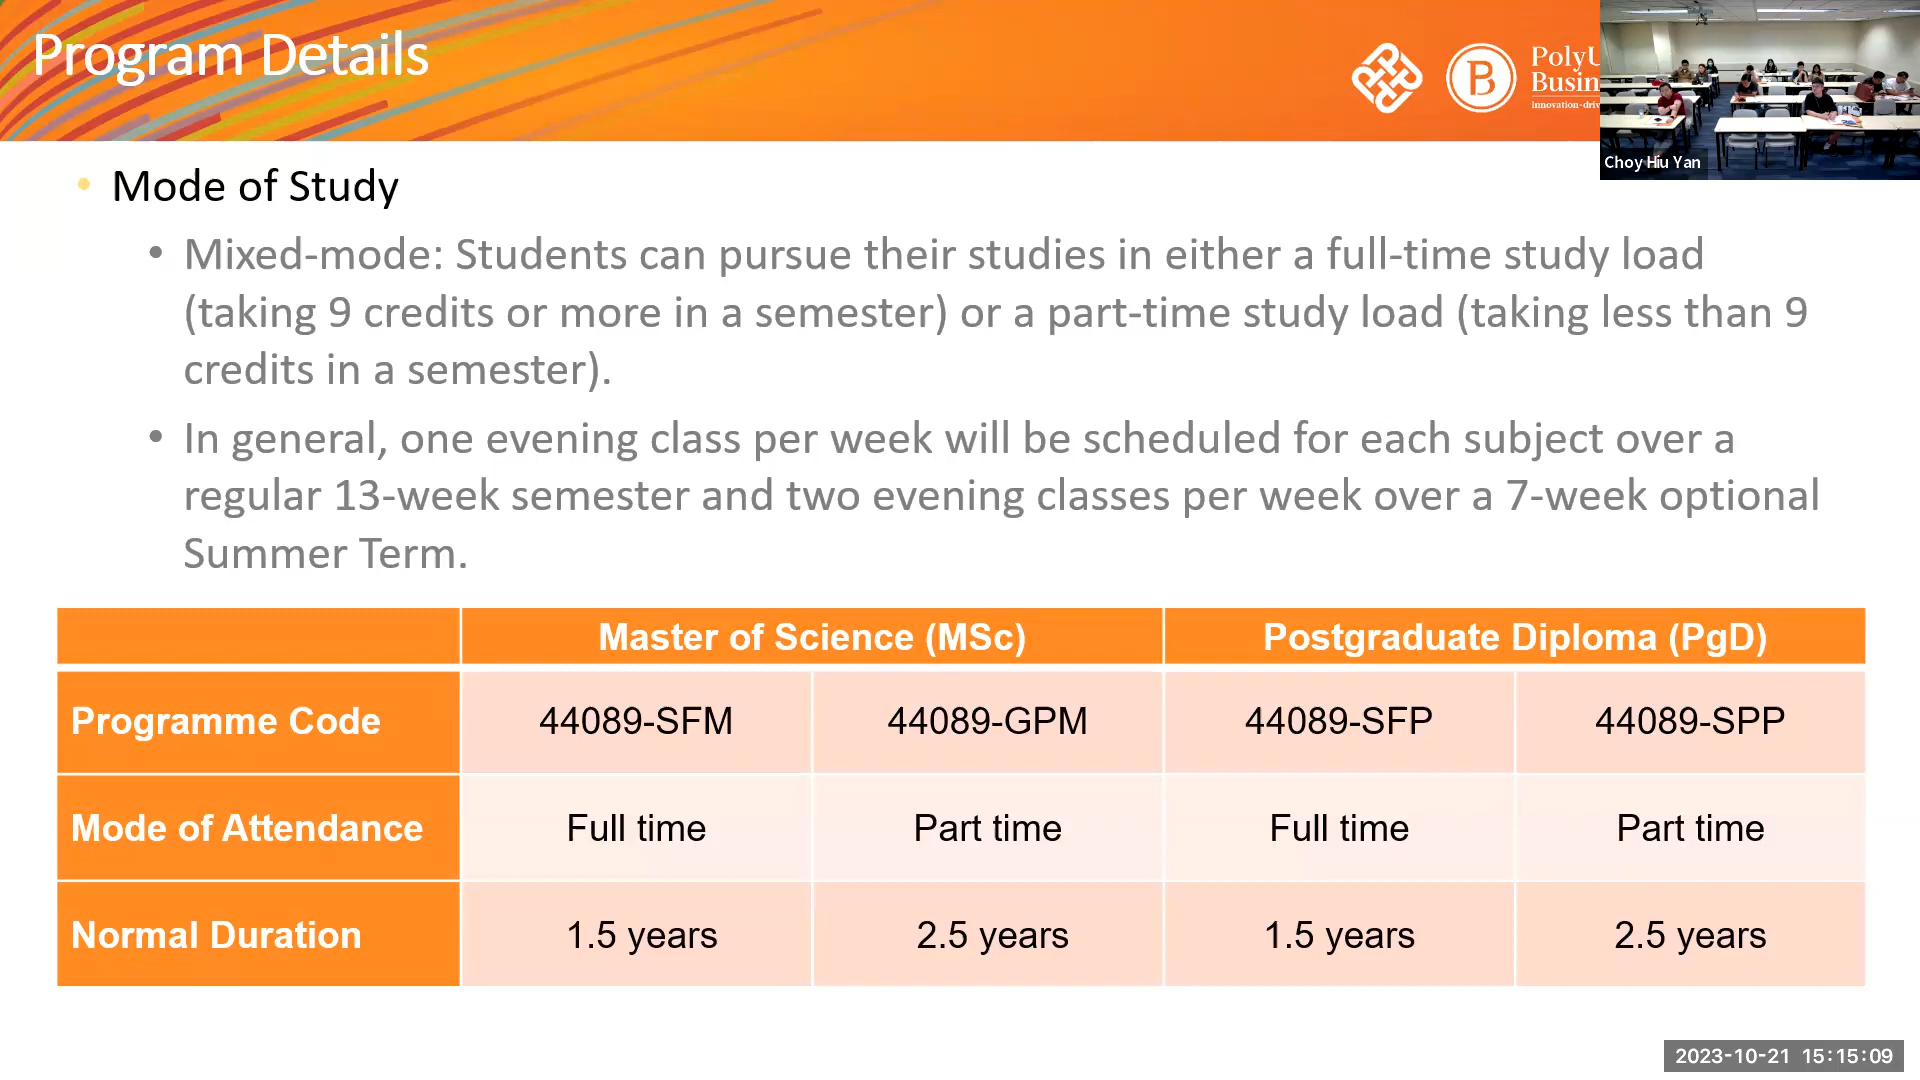 Program Details
PolyU
Busin
Innovation-driv
Choy Hiu Yan
• Mode of Study
• Mixed-mode: Students can pursue their studies in either a full-time study load
(taking 9 credits or more in a semester) or a part-time study load (taking less than 9
credits in a semester).
• In general, one evening class per week will be scheduled for each subject over a
regular 13-week semester and two evening classes per week over a 7-week optional
Summer Term.
Master of Science (MSc) Postgraduate Diploma (PgD)
Programme Code 44089-SFM 44089-GPM 44089-SFP 44089-SPP
Mode of Attendance Full time Part time Full time Part time
Normal Duration 1.5 years 2.5 years 1.5 years 2.5 years
2023-10-21 15:15:09